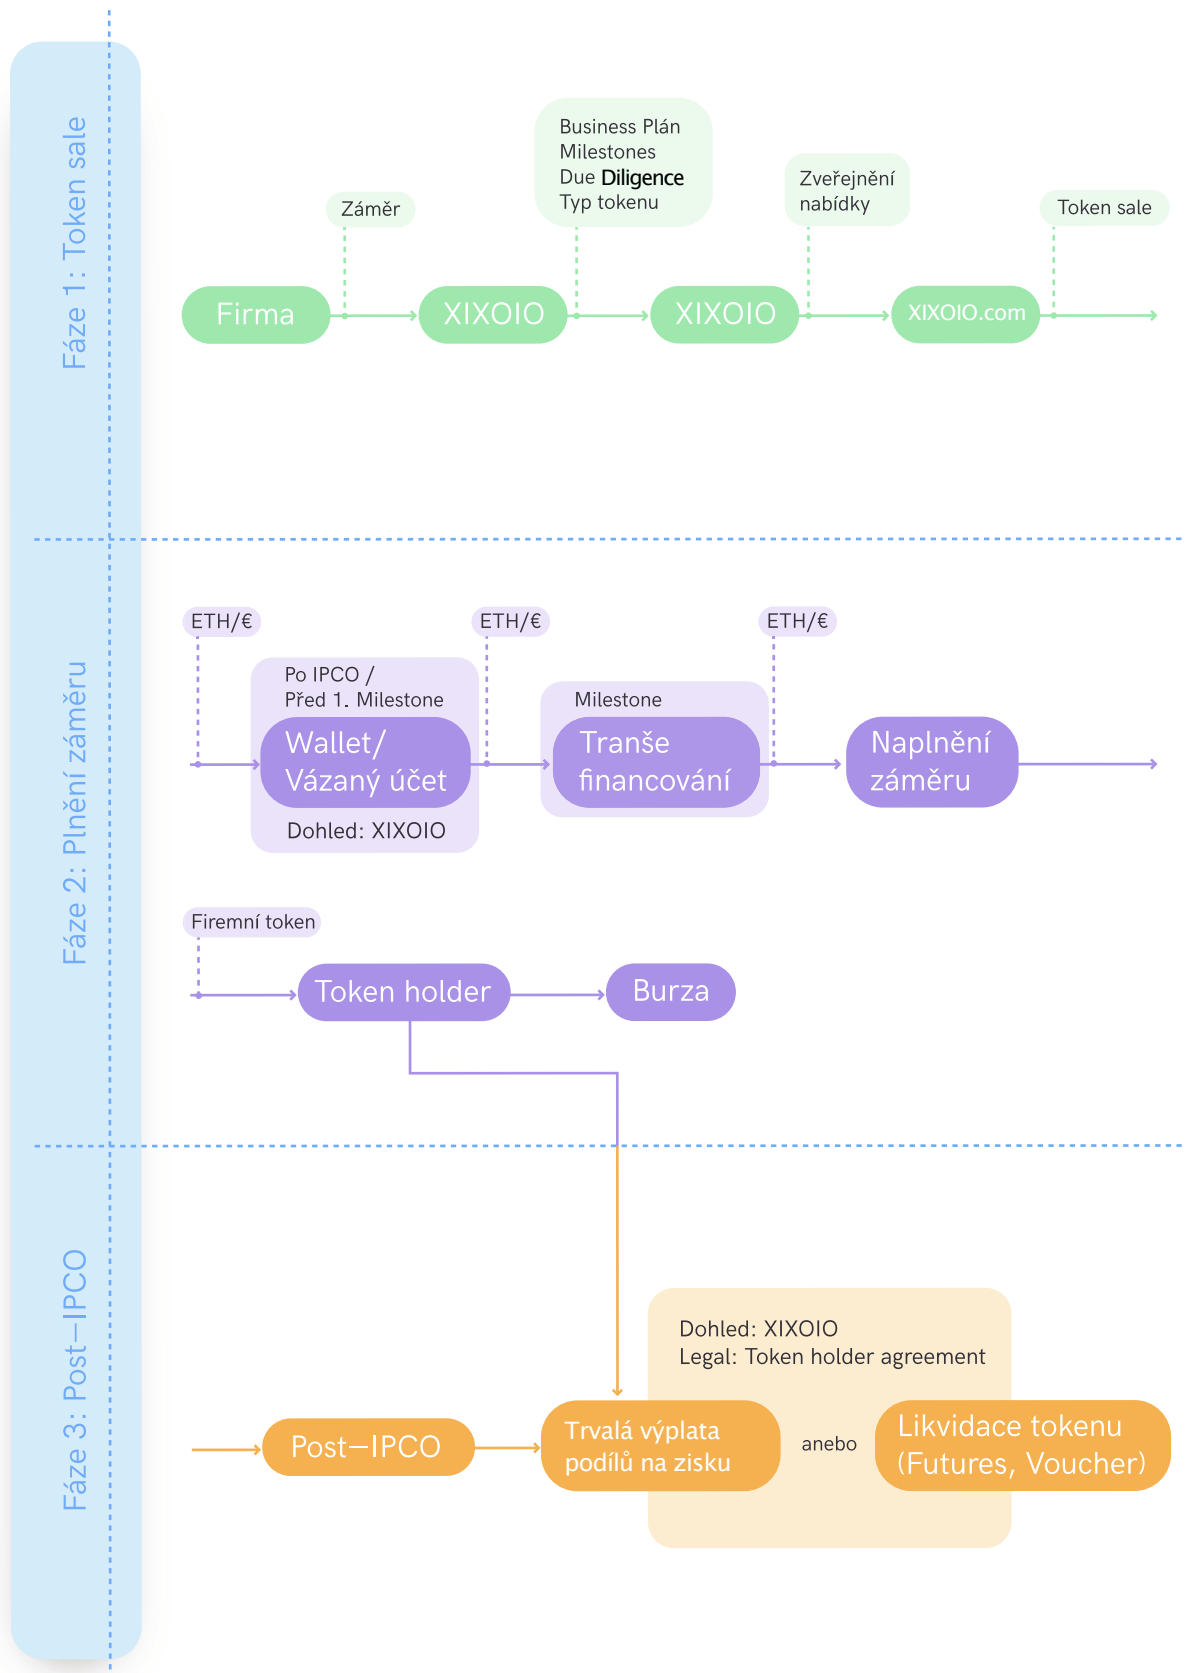 Fáze 1: Token sale
Záměr
Business Plán
Milestones
Due Diligence
Typ tokenu
Zveřejnění
nabídky
Token sale
Firma
XIXOIO
XIXOIO
XIXOIO.com
Fáze 2: Plnění záměru
ETH/€
ETH/€
ETH/€
Po IPCO /
Před 1. Milestone
Wallet/
Vázaný účet
Dohled: XIXOIO
Milestone
Tranše
financování
Naplnění
záměru
Firemní token
Token holder
Burza
Fáze 3: Post–IPCO
Dohled: XIXOIO
Legal: Token holder agreement
Post–IPCO
Trvalá výplata
podílů na zisku
anebo
Likvidace tokenu
(Futures, Voucher)